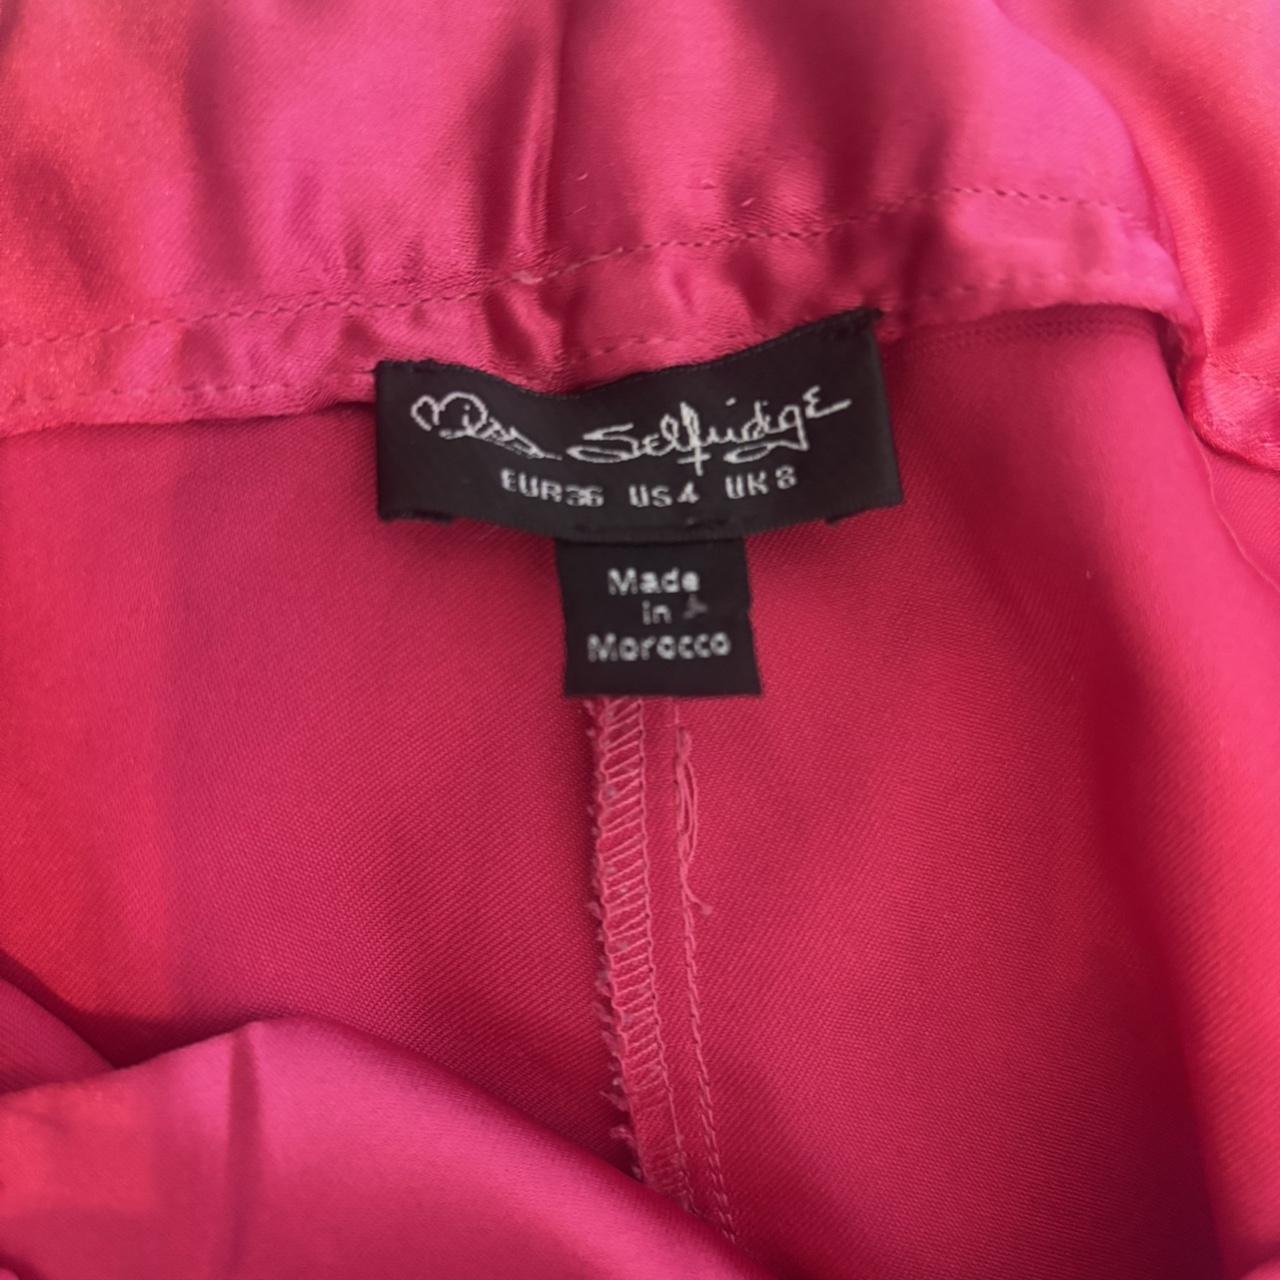 Miss Selfridge
EUR36 US4 UK8
Made
in
Morocco